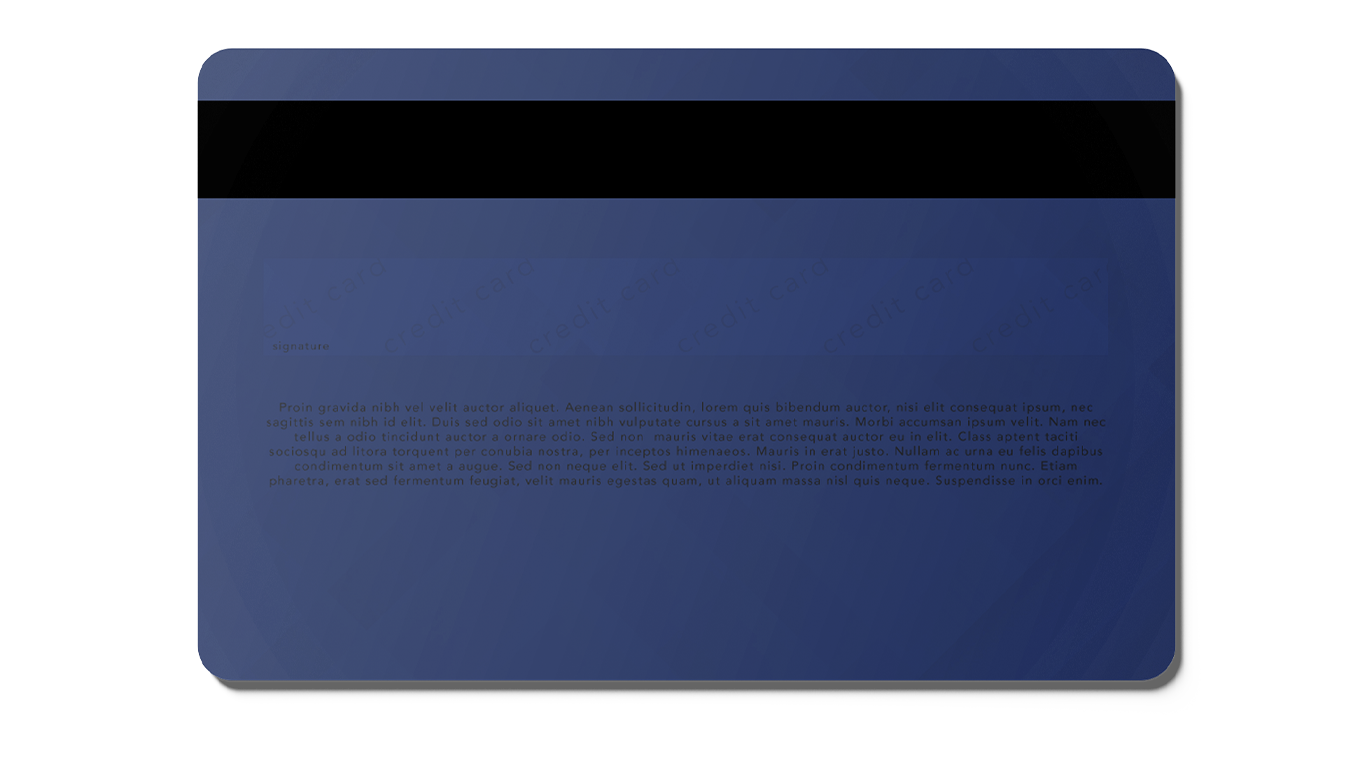 edit card credit card credit card credit card credit card edit car
signature
Proin gravida nibh vel velit auctor aliquet. Aenean sollicitudin, lorem quis bibendum auctor, nisi elit consequat ipsum, nec
sagittis sem nibh id elit. Duis sed odio sit amet nibh vulputate cursus a sit amet mauris. Morbi accumsan ipsum velit. Nam nec
tellus a odio tincidunt auctor a ornare odio. Sed non  mauris vitae erat consequat auctor eu in elit. Class aptent taciti
sociosqu ad litora torquent per conubia nostra, per inceptos himenaeos. Mauris in erat justo. Nullam ac urna eu felis dapibus
condimentum sit amet a augue. Sed non neque elit. Sed ut imperdiet nisi. Proin condimentum fermentum nunc. Etiam
pharetra, erat sed fermentum feugiat, velit mauris egestas quam, ut aliquam massa nisl quis neque. Suspendisse in orci enim.